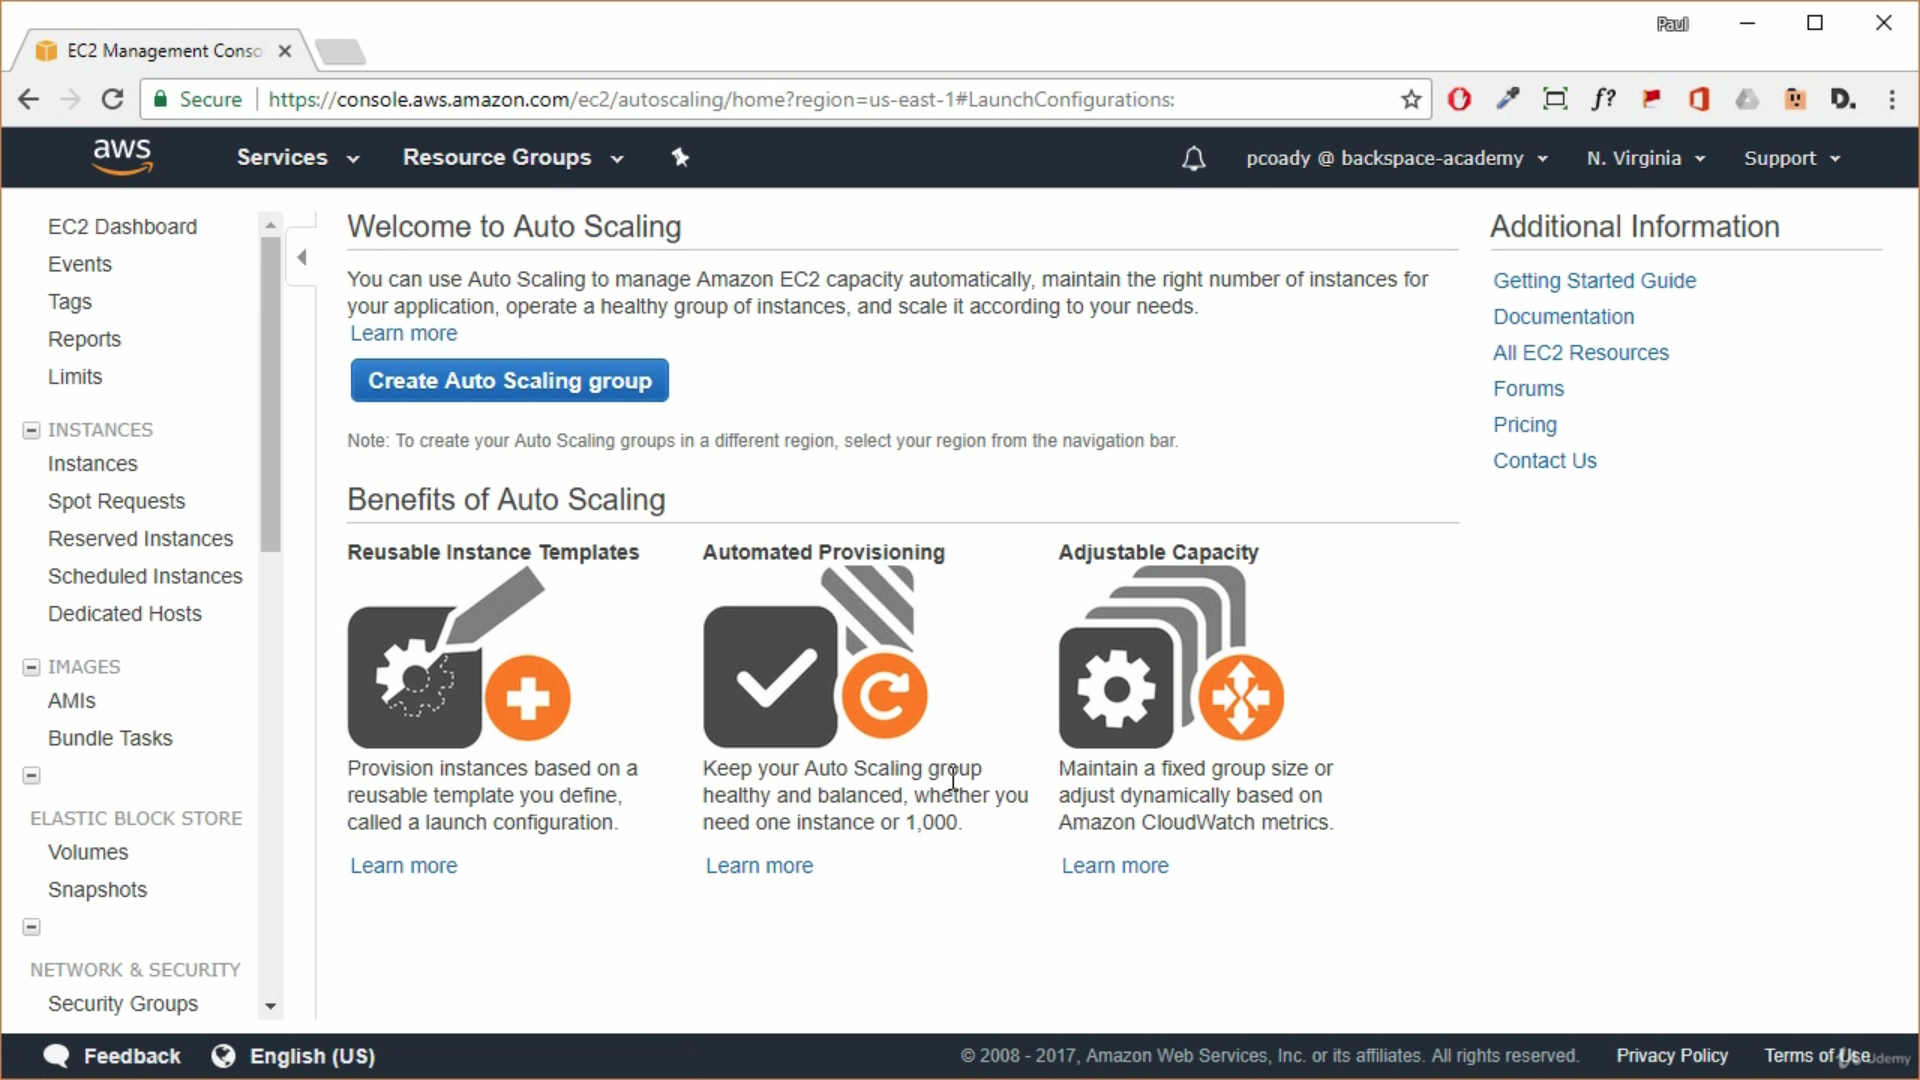 Paul
EC2 Management Conso
Secure
https://console.aws.amazon.com/ec2/autoscaling/home?region=us-east-1#LaunchConfigurations:
f?
D.
aws
Services
Resource Groups
pcoady @ backspace-academy
N. Virginia
Support
EC2 Dashboard
Events
Tags
Reports
Limits
INSTANCES
Instances
Spot Requests
Reserved Instances
Scheduled Instances
Dedicated Hosts
IMAGES
AMIs
Bundle Tasks
ELASTIC BLOCK STORE
Volumes
Snapshots
NETWORK & SECURITY
Security Groups
Welcome to Auto Scaling
You can use Auto Scaling to manage Amazon EC2 capacity automatically, maintain the right number of instances for
your application, operate a healthy group of instances, and scale it according to your needs.
Learn more
Create Auto Scaling group
Note: To create your Auto Scaling groups in a different region, select your region from the navigation bar.
Benefits of Auto Scaling
Reusable Instance Templates
Provision instances based on a
reusable template you define,
called a launch configuration.
Learn more
Automated Provisioning
Keep your Auto Scaling group
healthy and balanced, whether you
need one instance or 1,000.
Learn more
Adjustable Capacity
Maintain a fixed group size or
adjust dynamically based on
Amazon CloudWatch metrics.
Learn more
Additional Information
Getting Started Guide
Documentation
All EC2 Resources
Forums
Pricing
Contact Us
Feedback
English (US)
© 2008 - 2017, Amazon Web Services, Inc. or its affiliates. All rights reserved.
Privacy Policy
Terms of Use
Udemy